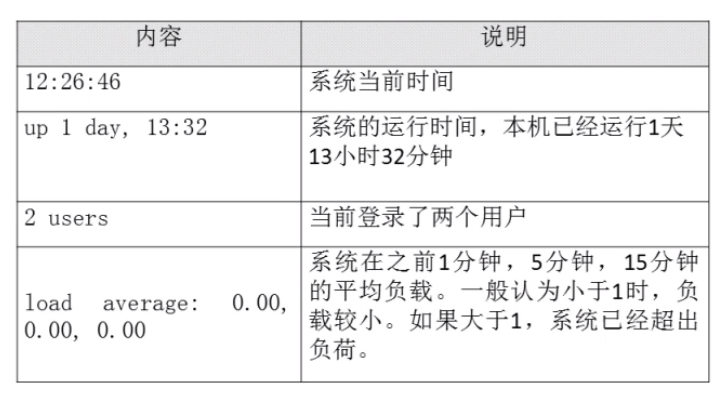 内容 说明
12:26:46 系统当前时间
up 1 day, 13:32 系统的运行时间，本机已经运行1天
13小时32分钟
2 users 当前登录了两个用户
load average: 0.00,
0.00, 0.00
系统在之前1分钟，5分钟，15分钟
的平均负载。一般认为小于1时，负
载较小。如果大于1，系统已经超出
负荷。